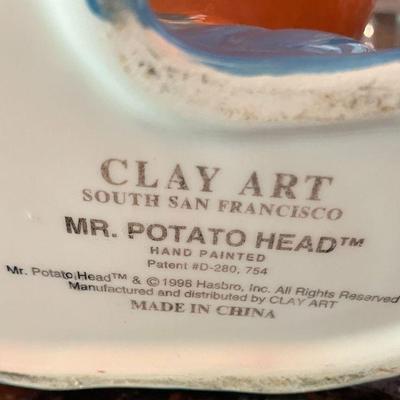 CLAY ART
SOUTH SAN FRANCISCO
MR. POTATO HEAD™
HAND PAINTED
Patent #D-280, 754
Mr. Potato Head™ & ©1998 Hasbro, Inc. All Rights Reserved
Manufactured and distributed by CLAY ART
MADE IN CHINA